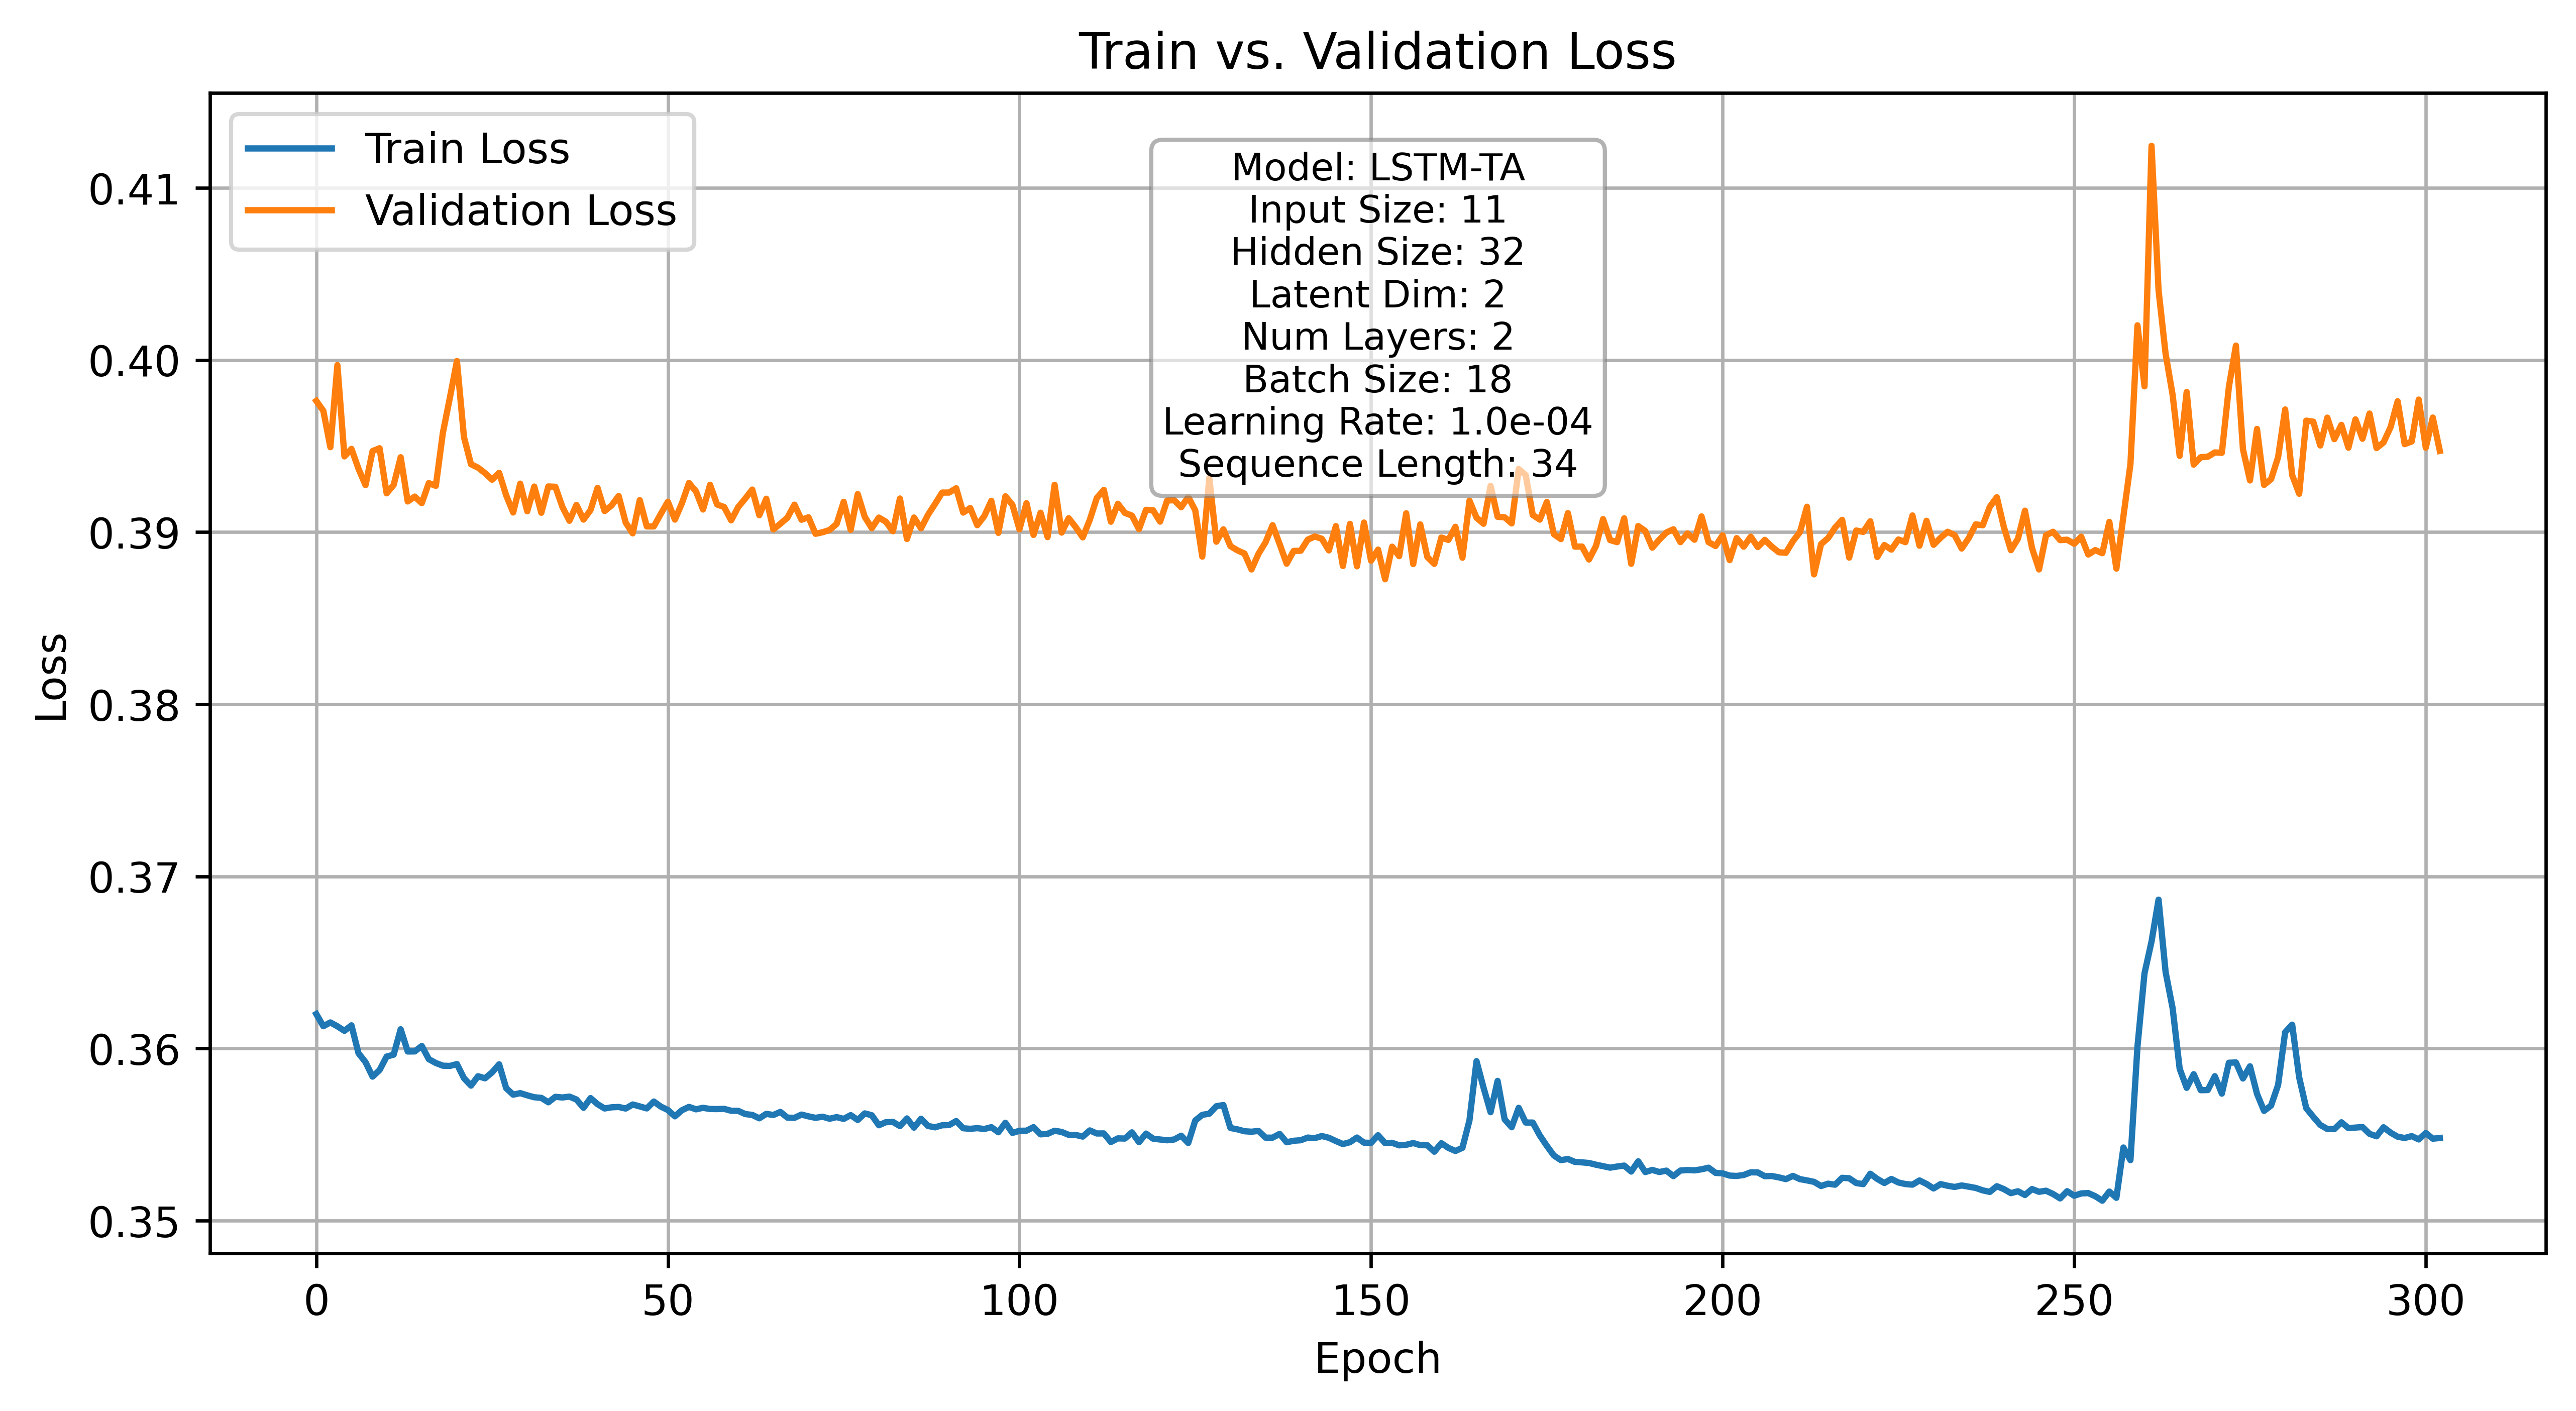 Train vs. Validation Loss
Train Loss
Validation Loss
Model: LSTM-TA
Input Size: 11
Hidden Size: 32
Latent Dim: 2
Num Layers: 2
Batch Size: 18
Learning Rate: 1.0e-04
Sequence Length: 34
0.41
0.40
0.39
0.38
0.37
0.36
0.35
Loss
0 50 100 150 200 250 300
Epoch